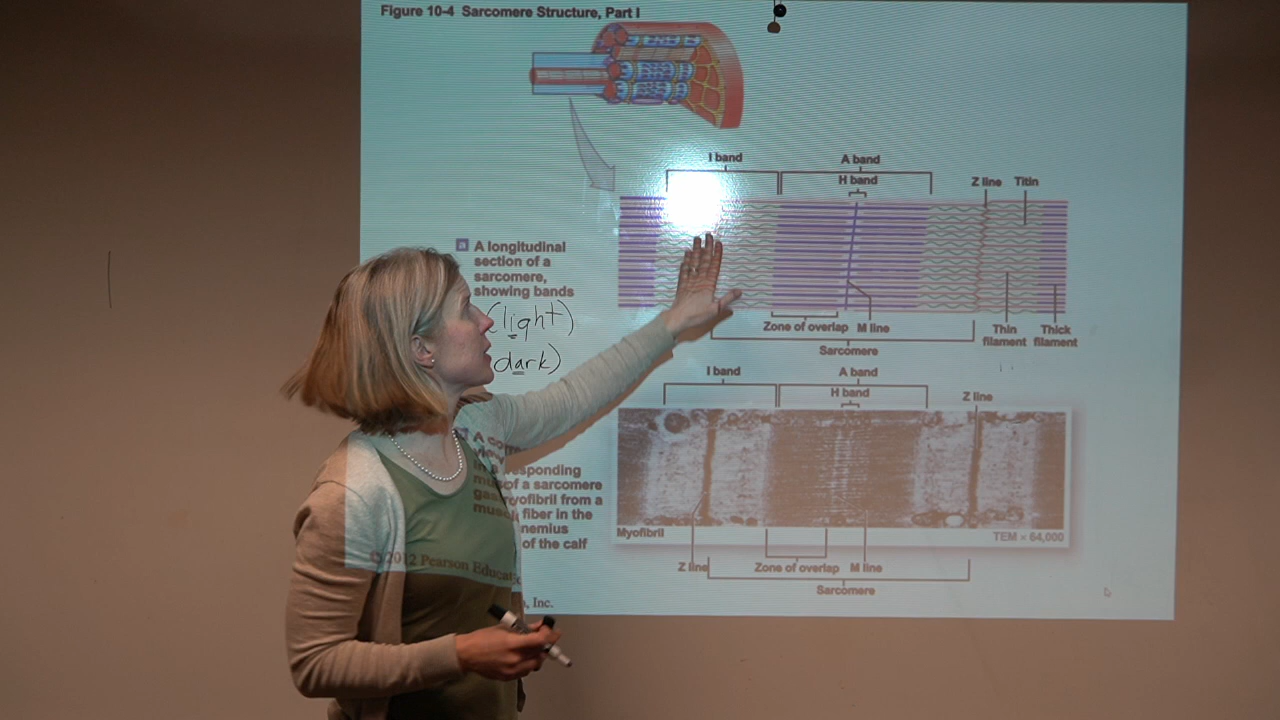 Figure 10-4 Sarcomere Structure, Part I
I band
A band
H band
Z line
Titin
a A longitudinal
section of a
sarcomere,
showing bands
(light)
(dark)
Zone of overlap
M line
Thin
filament
Thick
filament
Sarcomere
I band
A band
H band
Z line
of a sarcomere
myofibril from a
fiber in the
of the calf
Myofibril
TEM × 64,000
Z line
Zone of overlap
M line
Sarcomere
©2012 Pearson
Inc.